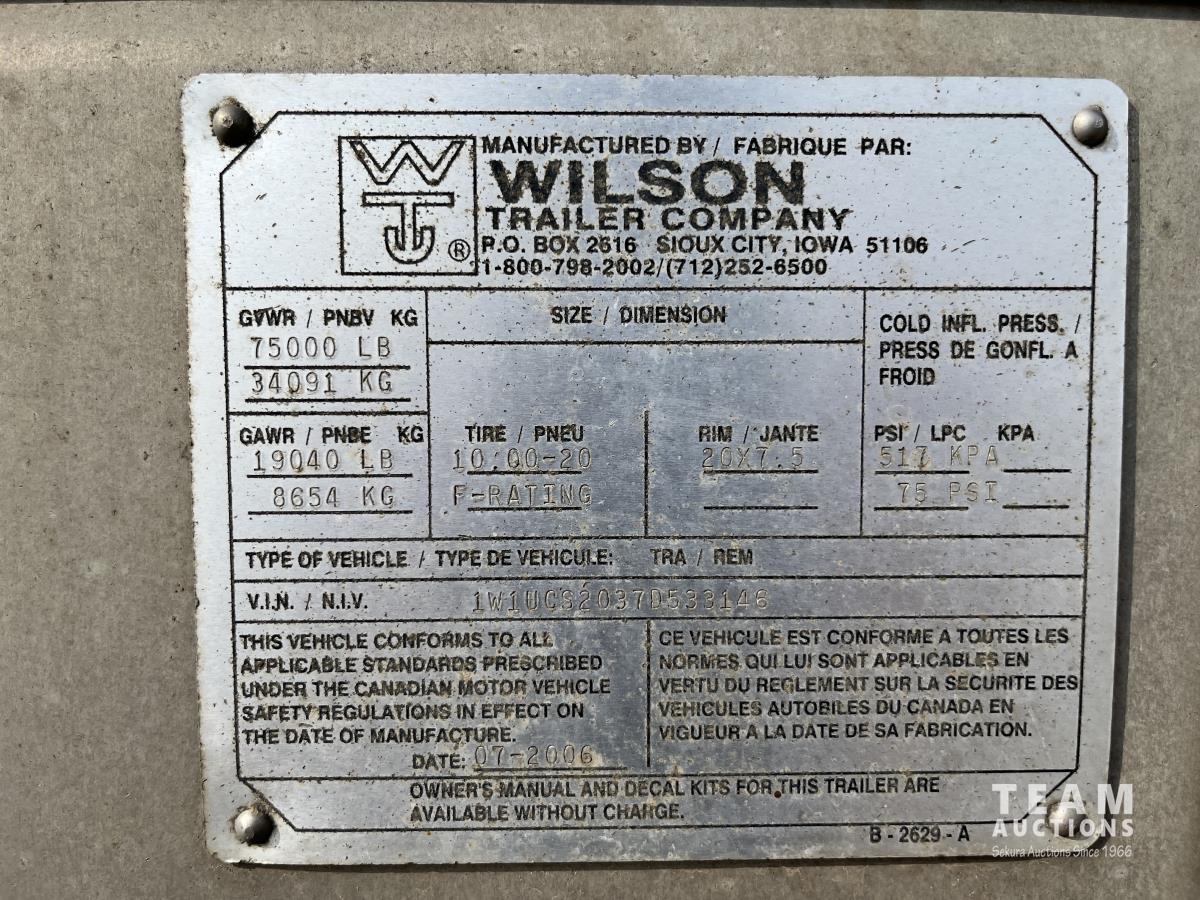 WTJ ®
MANUFACTURED BY / FABRIQUE PAR:
WILSON
TRAILER COMPANY
P.O. BOX 2616 SIOUX CITY, IOWA 51106
1-800-798-2002/(712)252-6500
GVWR / PNBV KG
75000 LB
34091 KG
SIZE / DIMENSION
COLD INFL. PRESS. /
PRESS DE GONFL. A
FROID
GAWR / PNBE KG
19040 LB
8654 KG
TIRE / PNEU
10:00-20
F-RATING
RIM / JANTE
20X7.5
PSI / LPC KPA
517 KPA
75 PSI
TYPE OF VEHICLE / TYPE DE VEHICULE: TRA / REM
V.I.N. / N.I.V. 1W1UCS2037D533146
THIS VEHICLE CONFORMS TO ALL
APPLICABLE STANDARDS PRESCRIBED
UNDER THE CANADIAN MOTOR VEHICLE
SAFETY REGULATIONS IN EFFECT ON
THE DATE OF MANUFACTURE.
DATE: 07-2006
CE VEHICULE EST CONFORME A TOUTES LES
NORMES QUI LUI SONT APPLICABLES EN
VERTU DU REGLEMENT SUR LA SECURITE DES
VEHICULES AUTOBILES DU CANADA EN
VIGUEUR A LA DATE DE SA FABRICATION.
OWNER'S MANUAL AND DECAL KITS FOR THIS TRAILER ARE
AVAILABLE WITHOUT CHARGE.
B - 2629 - A
TEAM
AUCTIONS
Sekura Auctions Since 1966